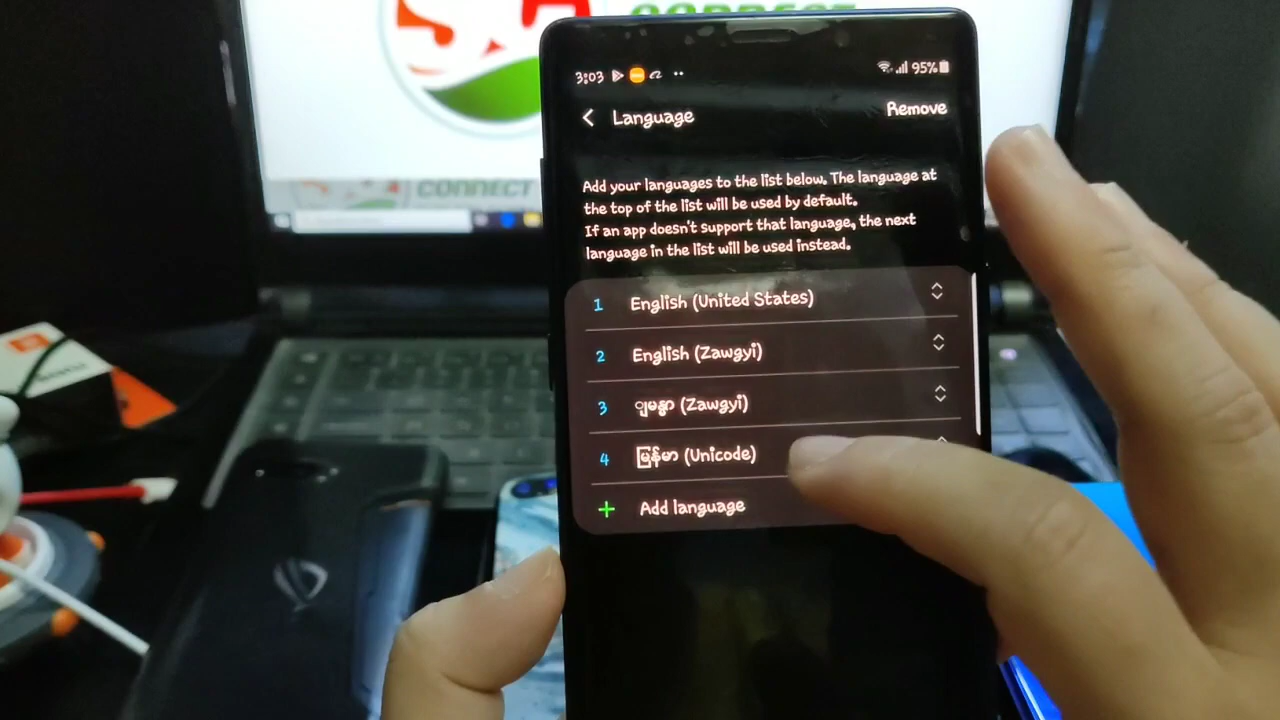 CONNECT
CONNECT
3:03
95%
Language
Remove
Add your languages to the list below. The language at
the top of the list will be used by default.
If an app doesn't support that language, the next
language in the list will be used instead.
1 English (United States)
2 English (Zawgyi)
3 ျမန္မာ (Zawgyi)
4 မြန်မာ (Unicode)
+ Add language